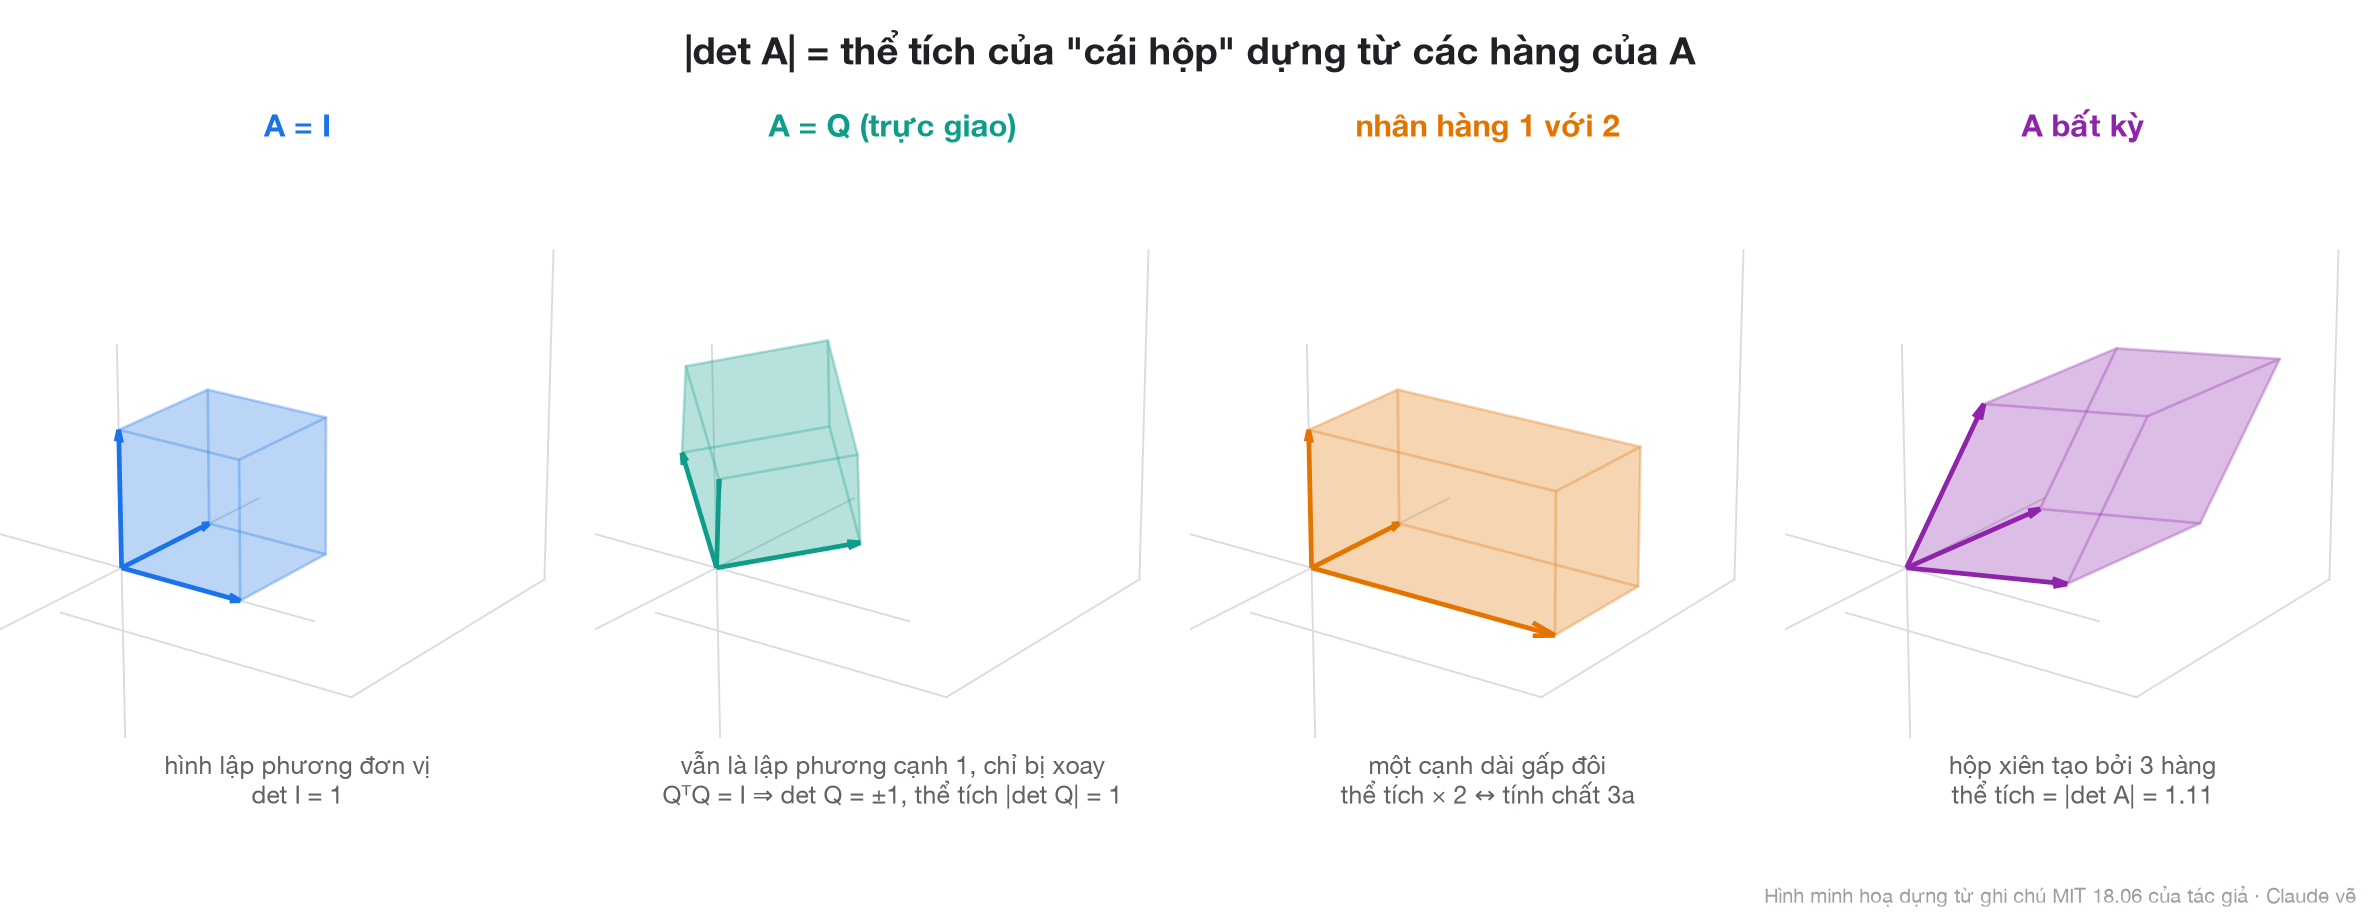 |det A| = thể tích của "cái hộp" dựng từ các hàng của A
A = I
A = Q (trực giao)
nhân hàng 1 với 2
A bất kỳ
hình lập phương đơn vị
det I = 1
vẫn là lập phương cạnh 1, chỉ bị xoay
QᵀQ = I ⇒ det Q = ±1, thể tích |det Q| = 1
một cạnh dài gấp đôi
thể tích × 2 ↔ tính chất 3a
hộp xiên tạo bởi 3 hàng
thể tích = |det A| = 1.11
Hình minh hoạ dựng từ ghi chú MIT 18.06 của tác giả · Claude vẽ